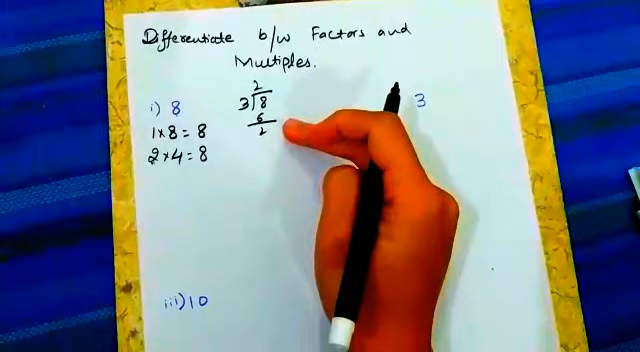 Differentiate b/w Factors and
Multiples.
i) 8
1 × 8 = 8
2 × 4 = 8
2
3 8
6
2
3
iii) 10